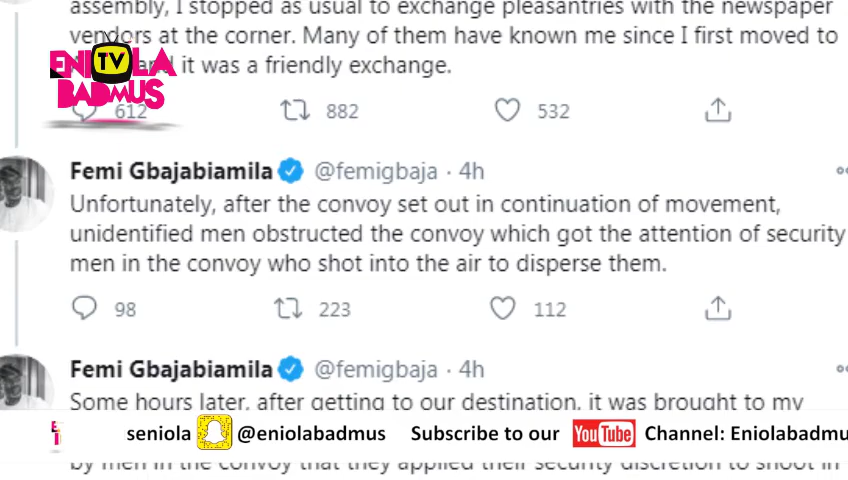 assembly, I stopped as usual to exchange pleasantries with the newspaper
vendors at the corner. Many of them have known me since I first moved to
and it was a friendly exchange.
ENIOLA TV
BADMUS
612 882 532
Femi Gbajabiamila @femigbaja · 4h
Unfortunately, after the convoy set out in continuation of movement,
unidentified men obstructed the convoy which got the attention of security
men in the convoy who shot into the air to disperse them.
98 223 112
Femi Gbajabiamila @femigbaja · 4h
Some hours later, after getting to our destination, it was brought to my
seniola @eniolabadmus Subscribe to our YouTube Channel: Eniolabadmu
by men in the convoy that they applied their security discretion to shoot in